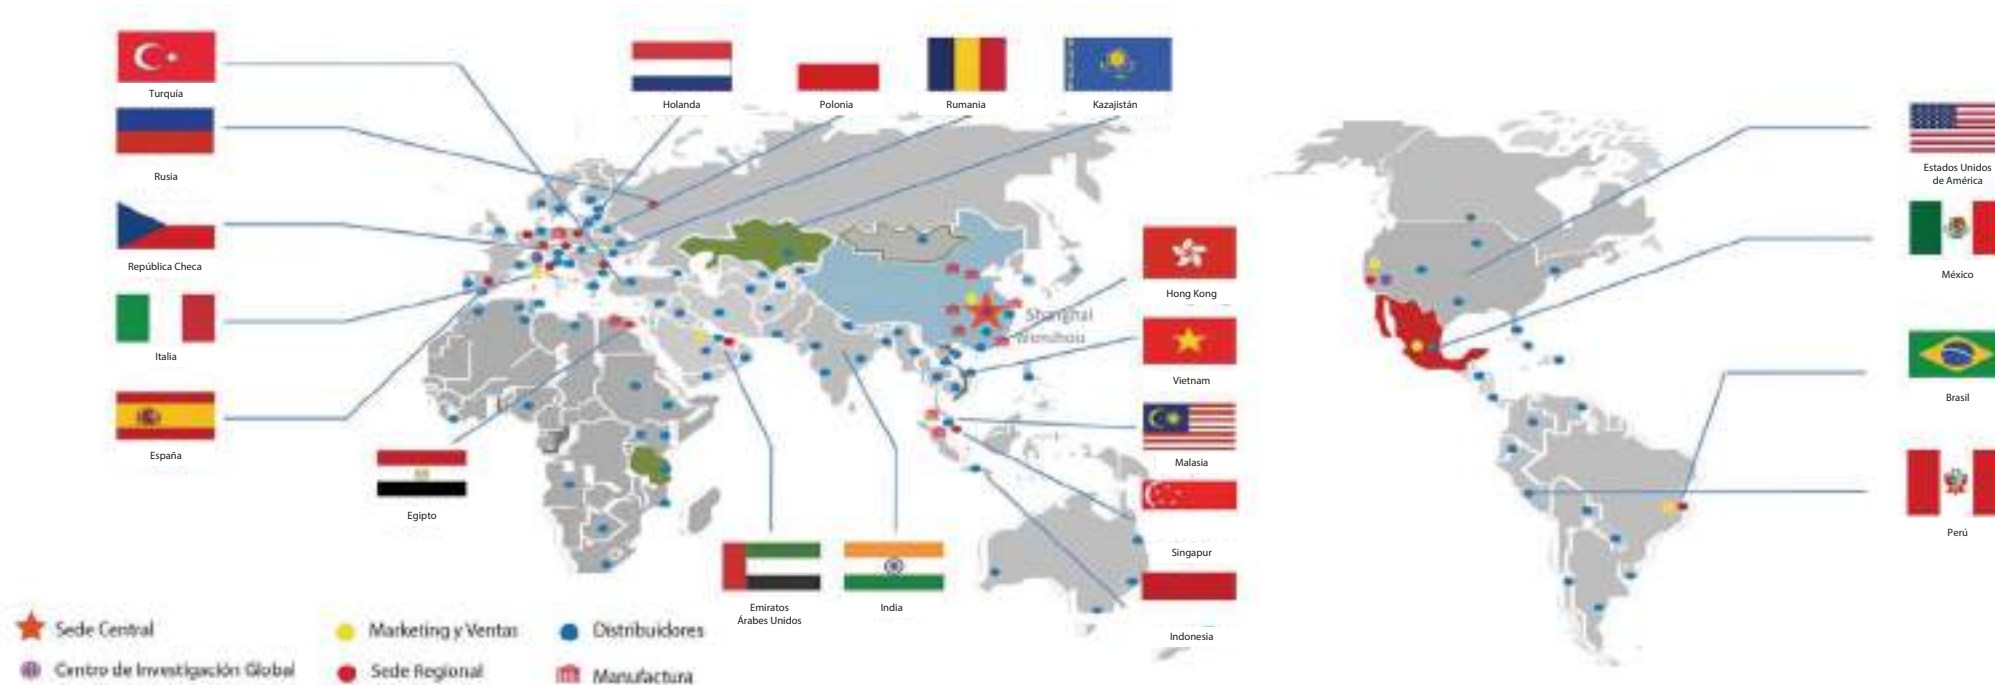 Turquía
Rusia
República Checa
Italia
España
Egipto
Holanda
Polonia
Rumania
Kazajistán
Hong Kong
Shanghai
Vietnam
Malasia
Singapur
Indonesia
Emiratos
Árabes Unidos
India
Estados Unidos
de América
México
Brasil
Perú
Sede Central
Centro de Investigación Global
Marketing y Ventas
Sede Regional
Distribuidores
Manufactura